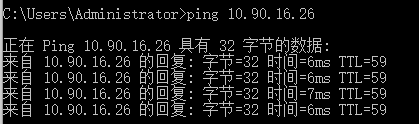 C:\Users\Administrator>ping 10.90.16.26
正在 Ping 10.90.16.26 具有 32 字节的数据:
来自 10.90.16.26 的回复: 字节=32 时间=6ms TTL=59
来自 10.90.16.26 的回复: 字节=32 时间=6ms TTL=59
来自 10.90.16.26 的回复: 字节=32 时间=7ms TTL=59
来自 10.90.16.26 的回复: 字节=32 时间=6ms TTL=59